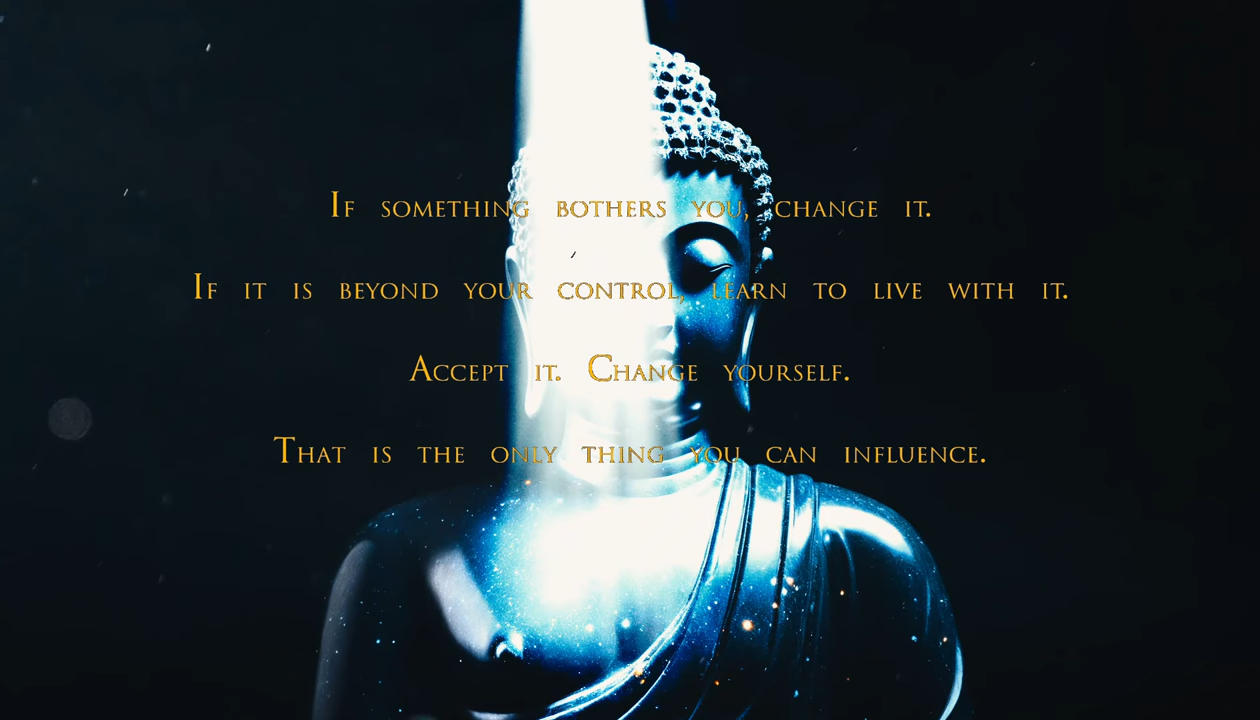 If something bothers you, change it.
If it is beyond your control, learn to live with it.
Accept it. Change yourself.
That is the only thing you can influence.